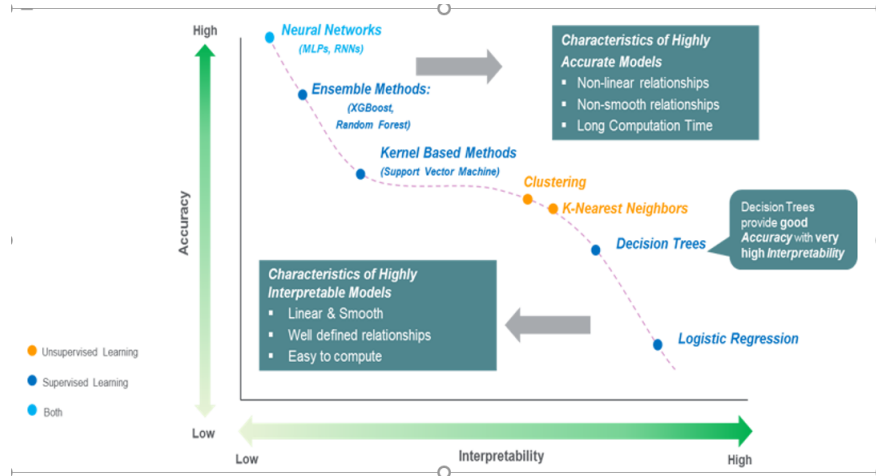 High
Accuracy
Low
Neural Networks
(MLPs, RNNs)
Ensemble Methods:
(XGBoost,
Random Forest)
Kernel Based Methods
(Support Vector Machine)
Clustering
K-Nearest Neighbors
Decision Trees
Logistic Regression
Characteristics of Highly
Accurate Models
▪ Non-linear relationships
▪ Non-smooth relationships
▪ Long Computation Time
Decision Trees
provide good
Accuracy with very
high Interpretability
Characteristics of Highly
Interpretable Models
▪ Linear & Smooth
▪ Well defined relationships
▪ Easy to compute
Unsupervised Learning
Supervised Learning
Both
Low
Interpretability
High